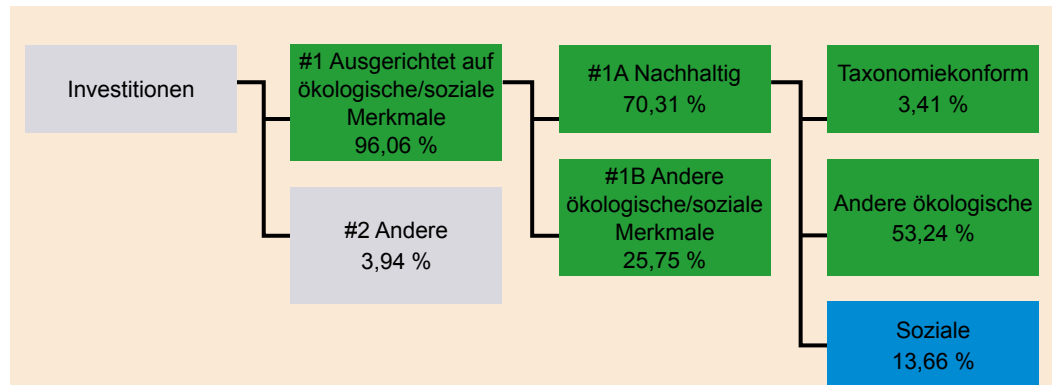 Investitionen
#1 Ausgerichtet auf
ökologische/soziale
Merkmale
96,06 %
#2 Andere
3,94 %
#1A Nachhaltig
70,31 %
#1B Andere
ökologische/soziale
Merkmale
25,75 %
Taxonomiekonform
3,41 %
Andere ökologische
53,24 %
Soziale
13,66 %